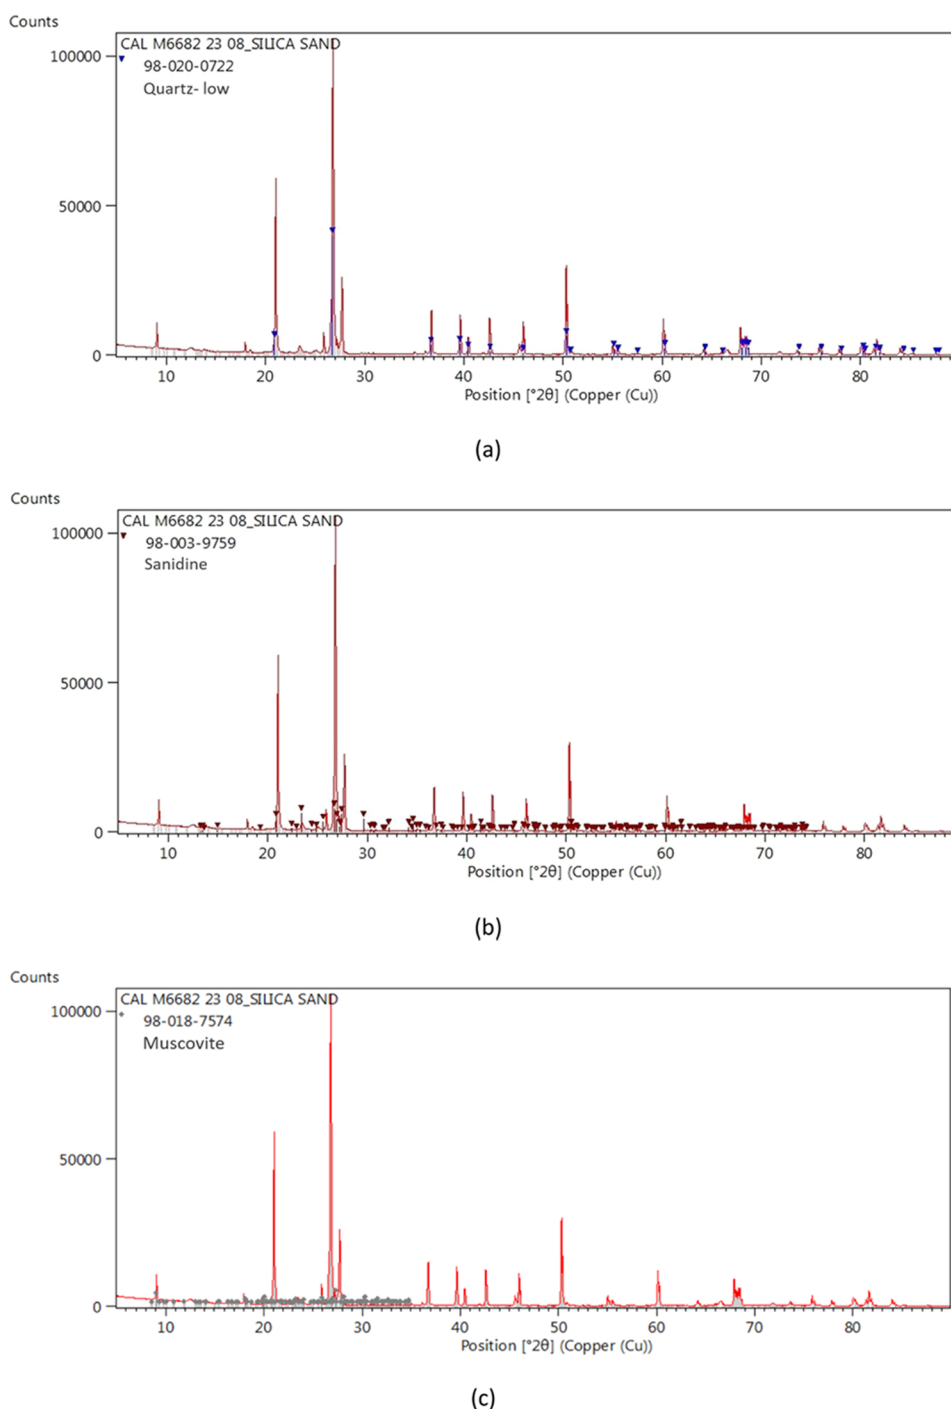 Counts
CAL M6682 23 08_SILICA SAND
98-020-0722
Quartz- low
100000
50000
0
10 20 30 40 50 60 70 80
Position [°2θ] (Copper (Cu))
(a)
Counts
CAL M6682 23 08_SILICA SAND
98-003-9759
Sanidine
100000
50000
0
10 20 30 40 50 60 70 80
Position [°2θ] (Copper (Cu))
(b)
Counts
CAL M6682 23 08_SILICA SAND
98-018-7574
Muscovite
100000
50000
0
10 20 30 40 50 60 70 80
Position [°2θ] (Copper (Cu))
(c)